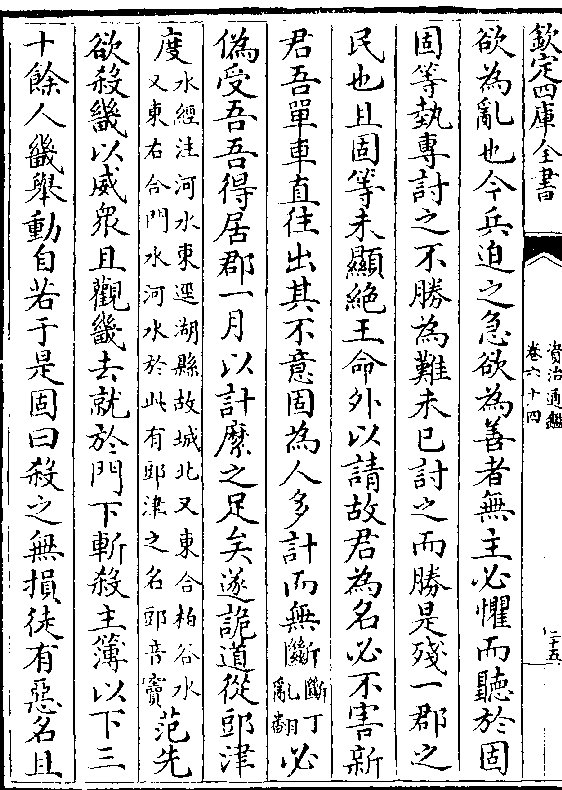 欽定四庫全書
資治通鑑
卷六十四
二十五
欲為亂也今兵迫之急欲為善者無主必懼而聽於固
固等埶專討之不勝為難未已討之而勝是殘一郡之
民也且固等未顯絶王命外以請故君為名必不害新
君吾單車直往出其不意固為人多計而無斷斷丁亂翻必
偽受吾吾得居郡一月以計縻之足矣遂詭道從郖津
度水經注河水東逕湖縣故城北又東合柏谷水又東右合門水河水於此有郖津之名郖音竇范先
欲殺畿以威衆且觀畿去就於門下斬殺主簿以下三
十餘人畿舉動自若于是固曰殺之無損徒有惡名且